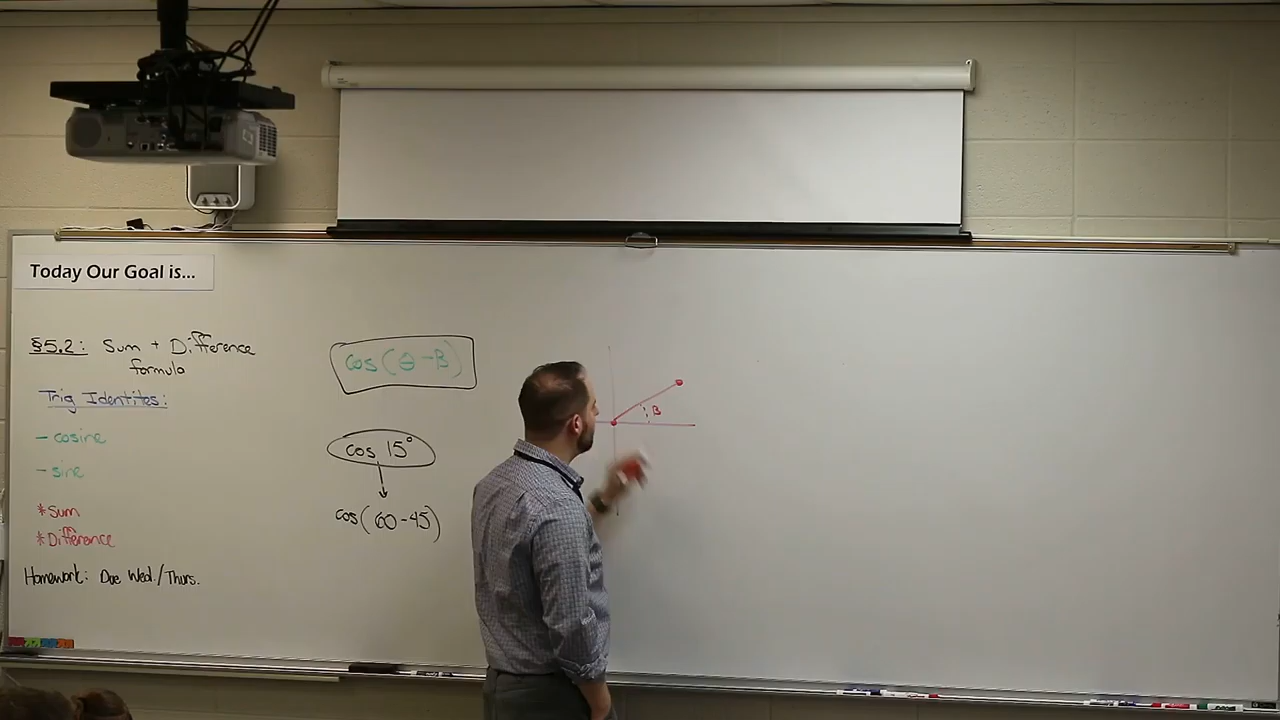 Today Our Goal is...
§5.2: Sum + Difference
formula
Trig Identites:
- cosine
- sine
*Sum
*Difference
Homework: Due Wed./Thurs.
cos(θ-B)
cos 15°
cos(60-45)
B